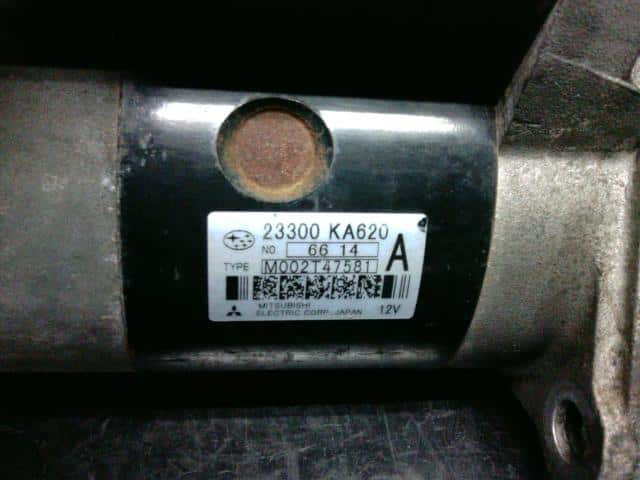 23300 KA620
NO. 66 14
TYPE M002T47581 A
MITSUBISHI
ELECTRIC CORP. JAPAN 12V